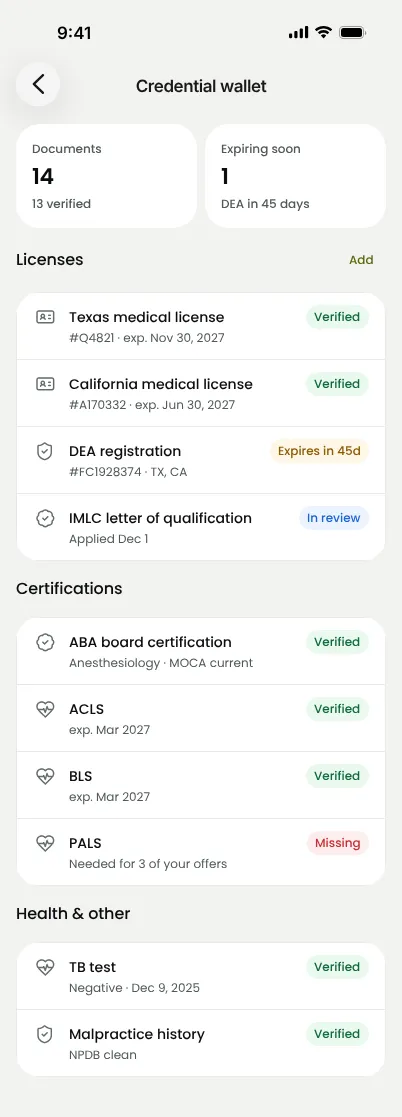 9:41
Credential wallet
Documents
14
13 verified
Expiring soon
1
DEA in 45 days
Licenses
Add
Texas medical license
Verified
#Q4821 · exp. Nov 30, 2027
California medical license
Verified
#A170332 · exp. Jun 30, 2027
DEA registration
Expires in 45d
#FC1928374 · TX, CA
IMLC letter of qualification
In review
Applied Dec 1
Certifications
ABA board certification
Verified
Anesthesiology · MOCA current
ACLS
Verified
exp. Mar 2027
BLS
Verified
exp. Mar 2027
PALS
Missing
Needed for 3 of your offers
Health & other
TB test
Verified
Negative · Dec 9, 2025
Malpractice history
Verified
NPDB clean